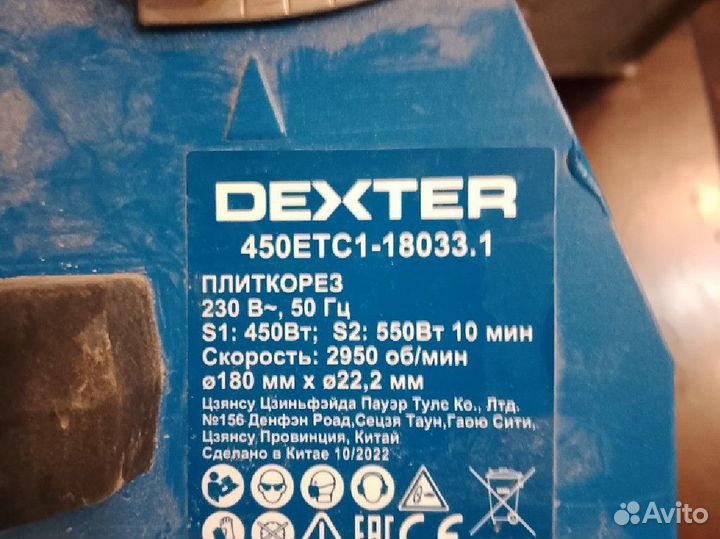 DEXTER
450ETC1-18033.1
ПЛИТКОРЕЗ
230 В~, 50 Гц
S1: 450Вт; S2: 550Вт 10 мин
Скорость: 2950 об/мин
ø180 мм x ø22,2 мм
Цзянсу Цзиньфэйда Пауэр Тулс Ко., Лтд.
№156 Денфэн Роад,Сецзя Таун,Гаою Сити,
Цзянсу Провинция, Китай
Сделано в Китае 10/2022
EAC CE
Avito